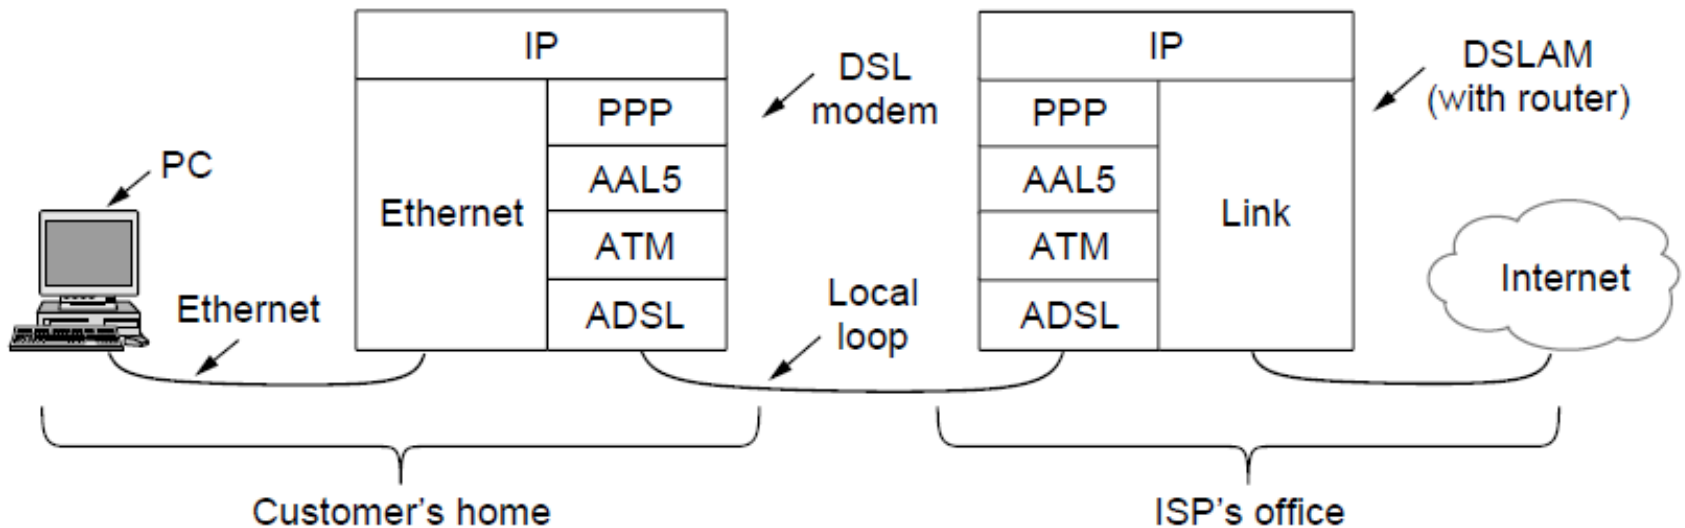 IP
PPP
AAL5
ATM
ADSL
Ethernet
DSL
modem
IP
PPP
AAL5
ATM
ADSL
Link
DSLAM
(with router)
PC
Ethernet
Local
loop
Internet
Customer's home
ISP's office